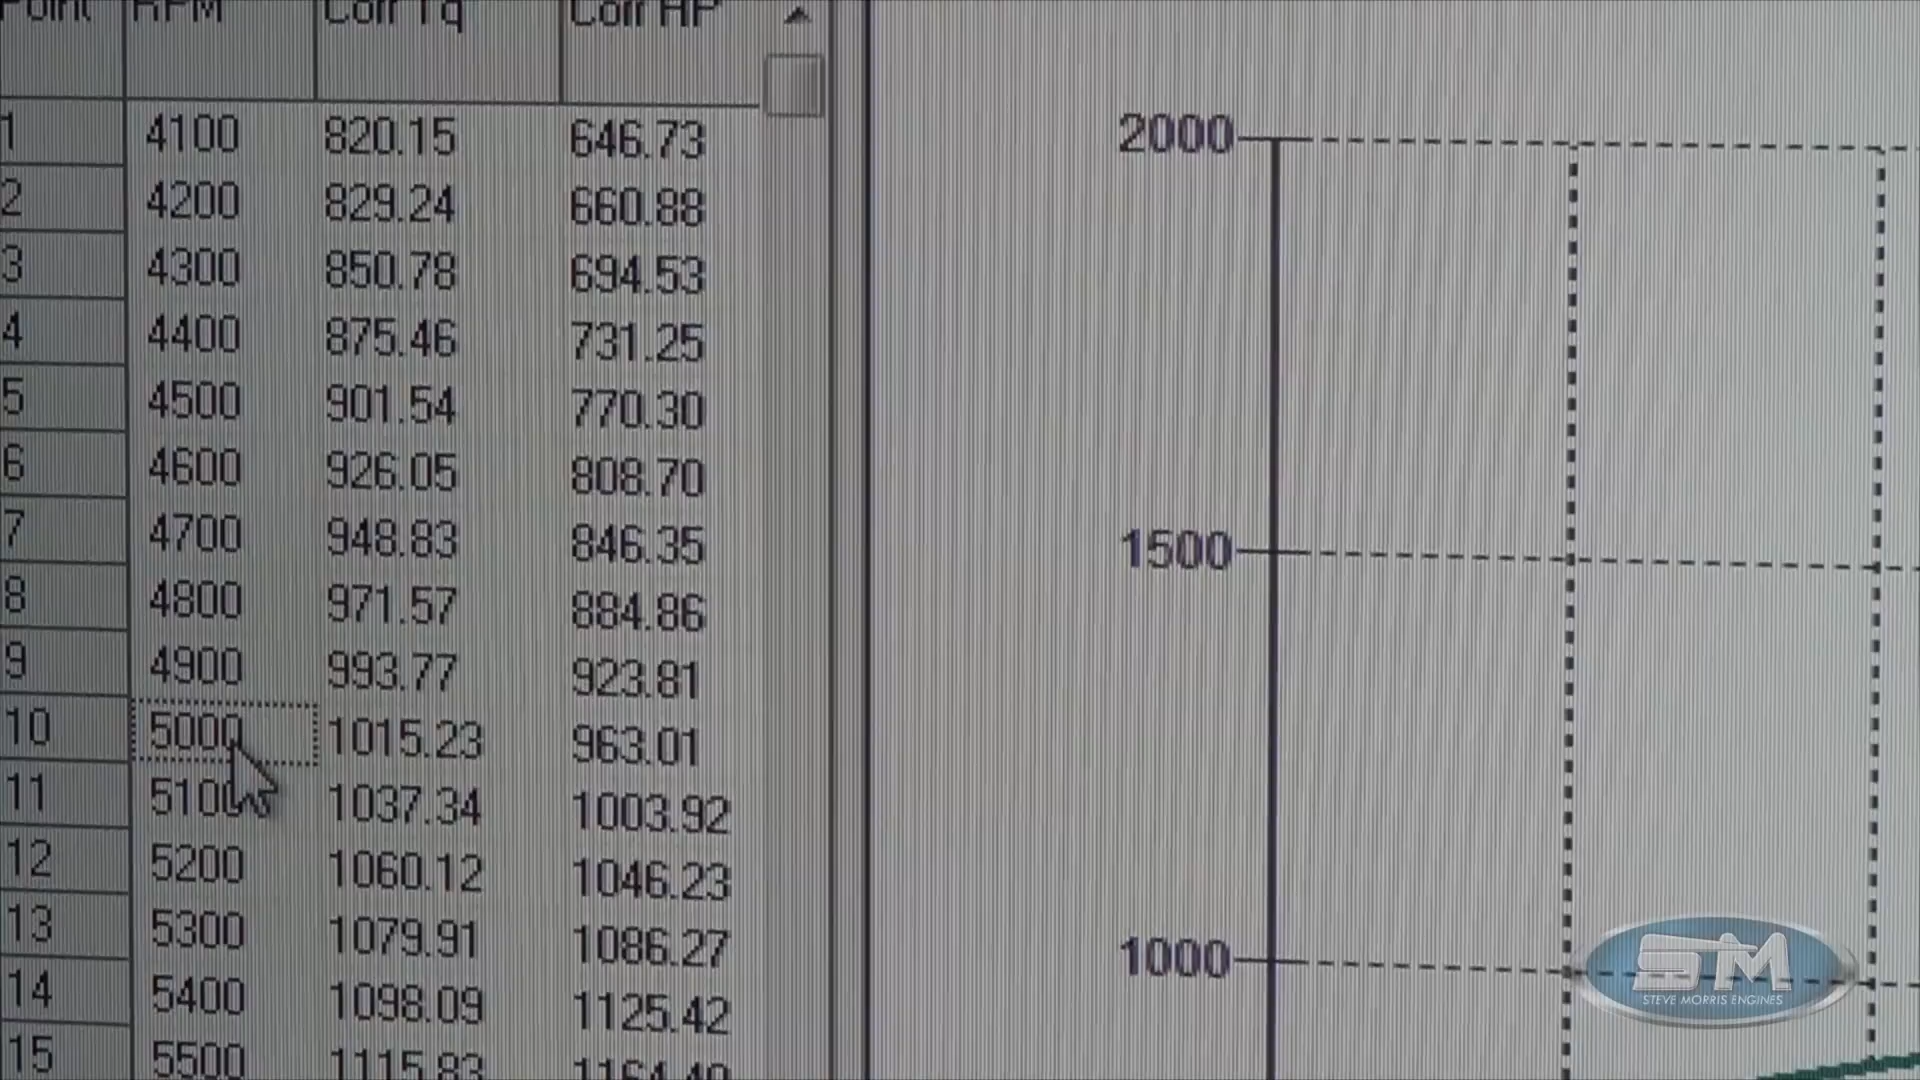 Point RPM Corr Tq Corr HP
1 4100 820.15 646.73
2 4200 829.24 660.88
3 4300 850.78 694.53
4 4400 875.46 731.25
5 4500 901.54 770.30
6 4600 926.05 808.70
7 4700 948.83 846.35
8 4800 971.57 884.86
9 4900 993.77 923.81
10 5000 1015.23 963.01
11 5100 1037.34 1003.92
12 5200 1060.12 1046.23
13 5300 1079.91 1086.27
14 5400 1098.09 1125.42
15 5500 1115.83 1164.40
2000
1500
1000
SM
STEVE MORRIS ENGINES